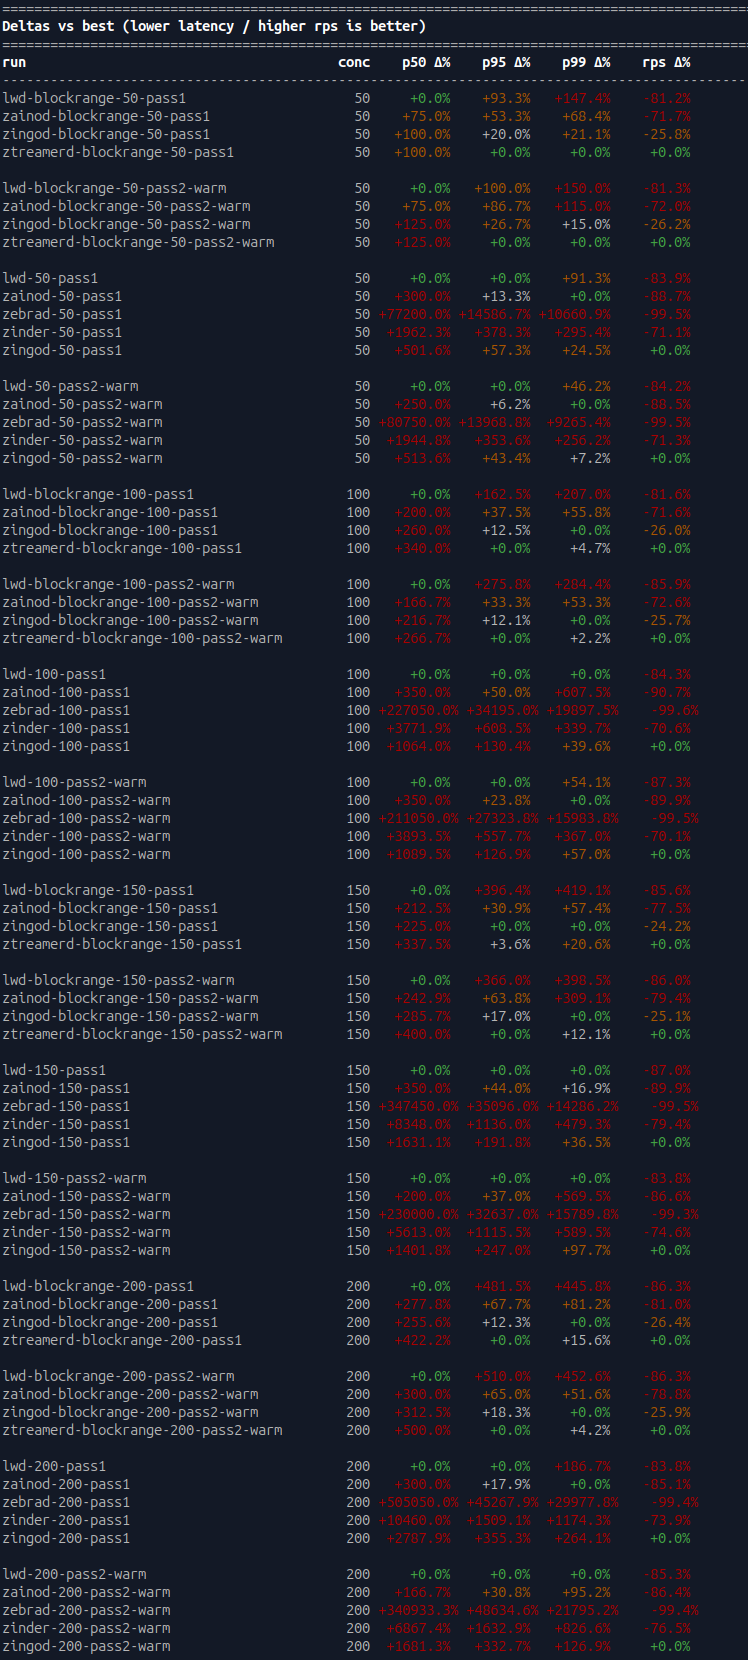 ================================================================================
Deltas vs best (lower latency / higher rps is better)
================================================================================
run conc p50 Δ% p95 Δ% p99 Δ% rps Δ%
--------------------------------------------------------------------------------
lwd-blockrange-50-pass1 50 +0.0% +93.3% +147.4% -81.2%
zainod-blockrange-50-pass1 50 +75.0% +53.3% +68.4% -71.7%
zingod-blockrange-50-pass1 50 +100.0% +20.0% +21.1% -25.8%
ztreamerd-blockrange-50-pass1 50 +100.0% +0.0% +0.0% +0.0%
lwd-blockrange-50-pass2-warm 50 +0.0% +100.0% +150.0% -81.3%
zainod-blockrange-50-pass2-warm 50 +75.0% +86.7% +115.0% -72.0%
zingod-blockrange-50-pass2-warm 50 +125.0% +26.7% +15.0% -26.2%
ztreamerd-blockrange-50-pass2-warm 50 +125.0% +0.0% +0.0% +0.0%
lwd-50-pass1 50 +0.0% +0.0% +91.3% -83.9%
zainod-50-pass1 50 +300.0% +13.3% +0.0% -88.7%
zebrad-50-pass1 50 +77200.0% +14586.7% +10660.9% -99.5%
zinder-50-pass1 50 +1962.3% +378.3% +295.4% -71.1%
zingod-50-pass1 50 +501.6% +57.3% +24.5% +0.0%
lwd-50-pass2-warm 50 +0.0% +0.0% +46.2% -84.2%
zainod-50-pass2-warm 50 +250.0% +6.2% +0.0% -88.5%
zebrad-50-pass2-warm 50 +80750.0% +13968.8% +9265.4% -99.5%
zinder-50-pass2-warm 50 +1944.8% +353.6% +256.2% -71.3%
zingod-50-pass2-warm 50 +513.6% +43.4% +7.2% +0.0%
lwd-blockrange-100-pass1 100 +0.0% +162.5% +207.0% -81.6%
zainod-blockrange-100-pass1 100 +200.0% +37.5% +55.8% -71.6%
zingod-blockrange-100-pass1 100 +260.0% +12.5% +0.0% -26.0%
ztreamerd-blockrange-100-pass1 100 +340.0% +0.0% +4.7% +0.0%
lwd-blockrange-100-pass2-warm 100 +0.0% +275.8% +284.4% -85.9%
zainod-blockrange-100-pass2-warm 100 +166.7% +33.3% +53.3% -72.6%
zingod-blockrange-100-pass2-warm 100 +216.7% +12.1% +0.0% -25.7%
ztreamerd-blockrange-100-pass2-warm 100 +266.7% +0.0% +2.2% +0.0%
lwd-100-pass1 100 +0.0% +0.0% +0.0% -84.3%
zainod-100-pass1 100 +350.0% +50.0% +607.5% -90.7%
zebrad-100-pass1 100 +227050.0% +34195.0% +19897.5% -99.6%
zinder-100-pass1 100 +3771.9% +608.5% +339.7% -70.6%
zingod-100-pass1 100 +1064.0% +130.4% +39.6% +0.0%
lwd-100-pass2-warm 100 +0.0% +0.0% +54.1% -87.3%
zainod-100-pass2-warm 100 +350.0% +23.8% +0.0% -89.9%
zebrad-100-pass2-warm 100 +211050.0% +27323.8% +15983.8% -99.5%
zinder-100-pass2-warm 100 +3893.5% +557.7% +367.0% -70.1%
zingod-100-pass2-warm 100 +1089.5% +126.9% +57.0% +0.0%
lwd-blockrange-150-pass1 150 +0.0% +396.4% +419.1% -85.6%
zainod-blockrange-150-pass1 150 +212.5% +30.9% +57.4% -77.5%
zingod-blockrange-150-pass1 150 +225.0% +0.0% +0.0% -24.2%
ztreamerd-blockrange-150-pass1 150 +337.5% +3.6% +20.6% +0.0%
lwd-blockrange-150-pass2-warm 150 +0.0% +366.0% +398.5% -86.0%
zainod-blockrange-150-pass2-warm 150 +242.9% +63.8% +309.1% -79.4%
zingod-blockrange-150-pass2-warm 150 +285.7% +17.0% +0.0% -25.1%
ztreamerd-blockrange-150-pass2-warm 150 +400.0% +0.0% +12.1% +0.0%
lwd-150-pass1 150 +0.0% +0.0% +0.0% -87.0%
zainod-150-pass1 150 +350.0% +44.0% +16.9% -89.9%
zebrad-150-pass1 150 +347450.0% +35096.0% +14286.2% -99.5%
zinder-150-pass1 150 +8348.0% +1136.0% +479.3% -79.4%
zingod-150-pass1 150 +1631.1% +191.8% +36.5% +0.0%
lwd-150-pass2-warm 150 +0.0% +0.0% +0.0% -83.8%
zainod-150-pass2-warm 150 +200.0% +37.0% +569.5% -86.6%
zebrad-150-pass2-warm 150 +230000.0% +32637.0% +15789.8% -99.3%
zinder-150-pass2-warm 150 +5613.0% +1115.5% +589.5% -74.6%
zingod-150-pass2-warm 150 +1401.8% +247.0% +97.7% +0.0%
lwd-blockrange-200-pass1 200 +0.0% +481.5% +445.8% -86.3%
zainod-blockrange-200-pass1 200 +277.8% +67.7% +81.2% -81.0%
zingod-blockrange-200-pass1 200 +255.6% +12.3% +0.0% -26.4%
ztreamerd-blockrange-200-pass1 200 +422.2% +0.0% +15.6% +0.0%
lwd-blockrange-200-pass2-warm 200 +0.0% +510.0% +452.6% -86.3%
zainod-blockrange-200-pass2-warm 200 +300.0% +65.0% +51.6% -78.8%
zingod-blockrange-200-pass2-warm 200 +312.5% +18.3% +0.0% -25.9%
ztreamerd-blockrange-200-pass2-warm 200 +500.0% +0.0% +4.2% +0.0%
lwd-200-pass1 200 +0.0% +0.0% +186.7% -83.8%
zainod-200-pass1 200 +300.0% +17.9% +0.0% -85.1%
zebrad-200-pass1 200 +505050.0% +45267.9% +29977.8% -99.4%
zinder-200-pass1 200 +10460.0% +1509.1% +1174.3% -73.9%
zingod-200-pass1 200 +2787.9% +355.3% +264.1% +0.0%
lwd-200-pass2-warm 200 +0.0% +0.0% +0.0% -85.3%
zainod-200-pass2-warm 200 +166.7% +30.8% +95.2% -86.4%
zebrad-200-pass2-warm 200 +340933.3% +48634.6% +21795.2% -99.4%
zinder-200-pass2-warm 200 +6867.4% +1632.9% +826.6% -76.5%
zingod-200-pass2-warm 200 +1681.3% +332.7% +126.9% +0.0%